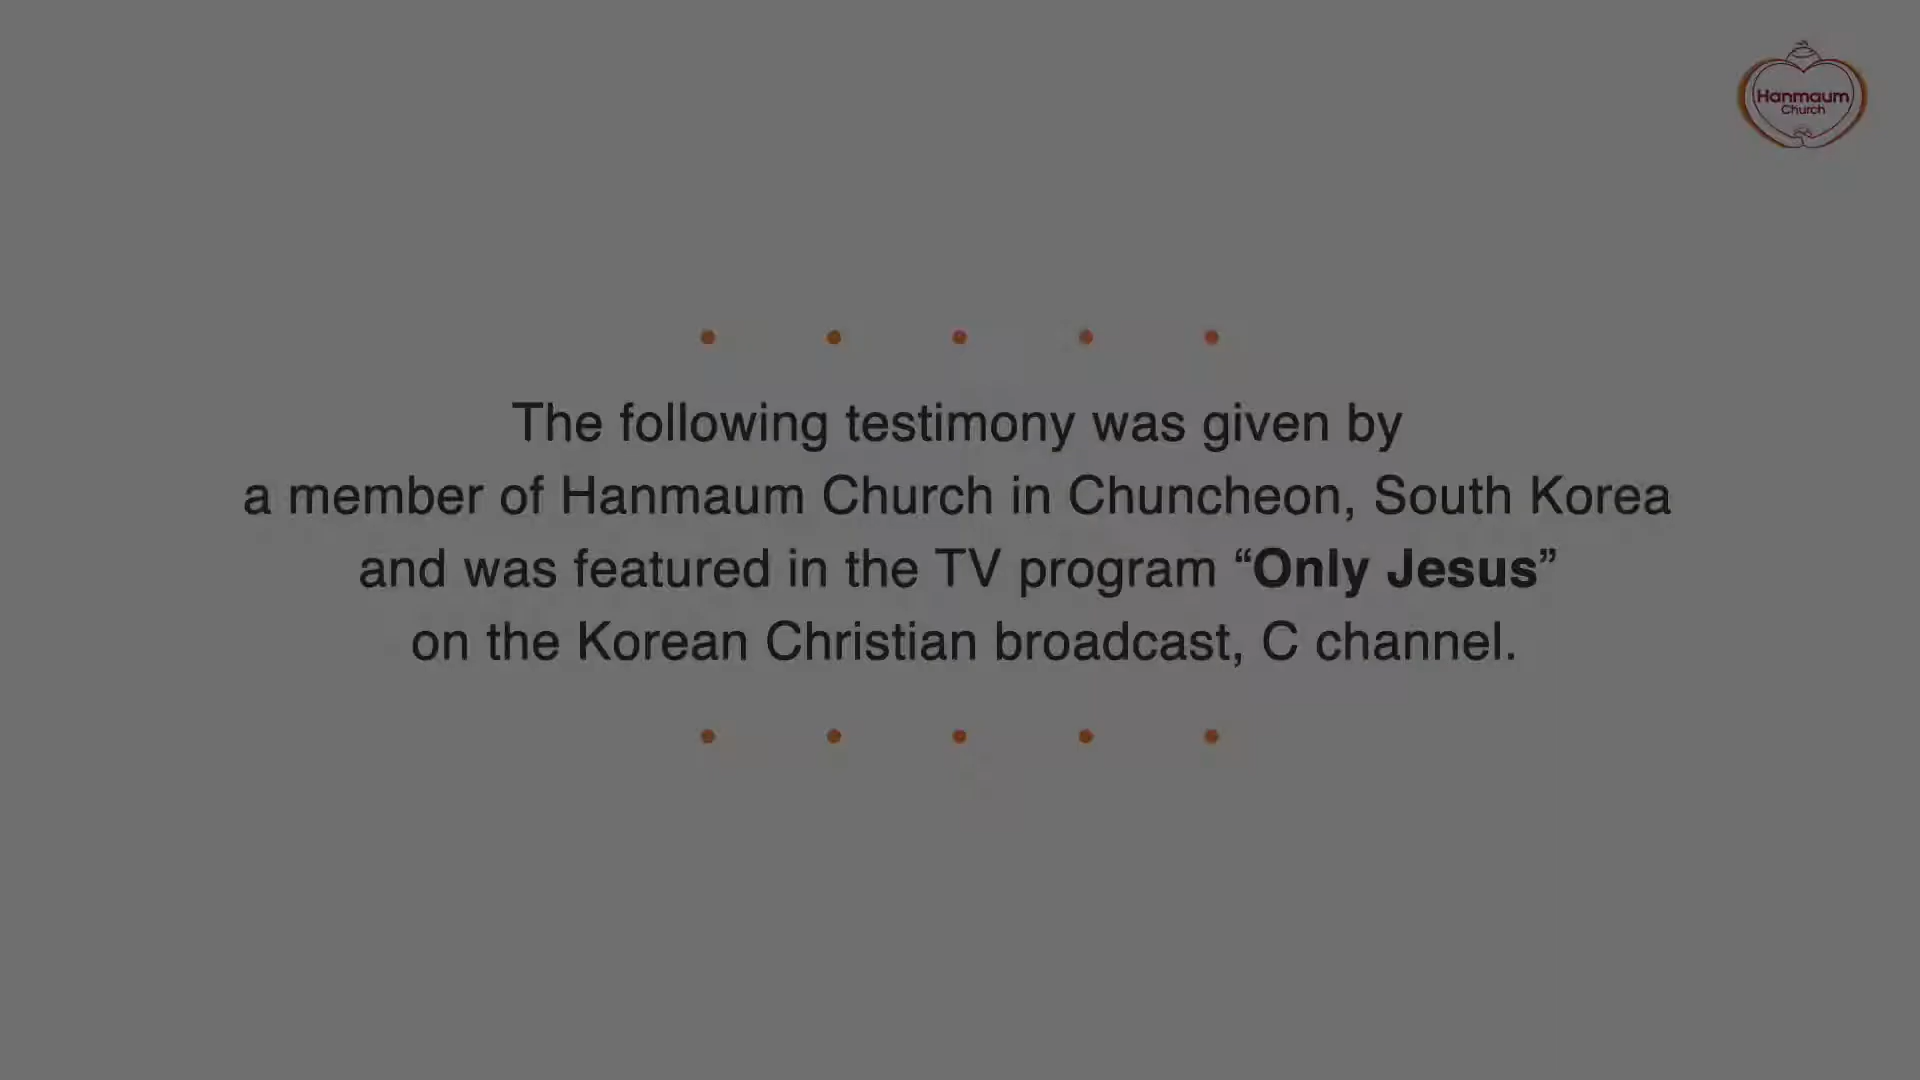 Hanmaum
Church
The following testimony was given by
a member of Hanmaum Church in Chuncheon, South Korea
and was featured in the TV program “Only Jesus”
on the Korean Christian broadcast, C channel.